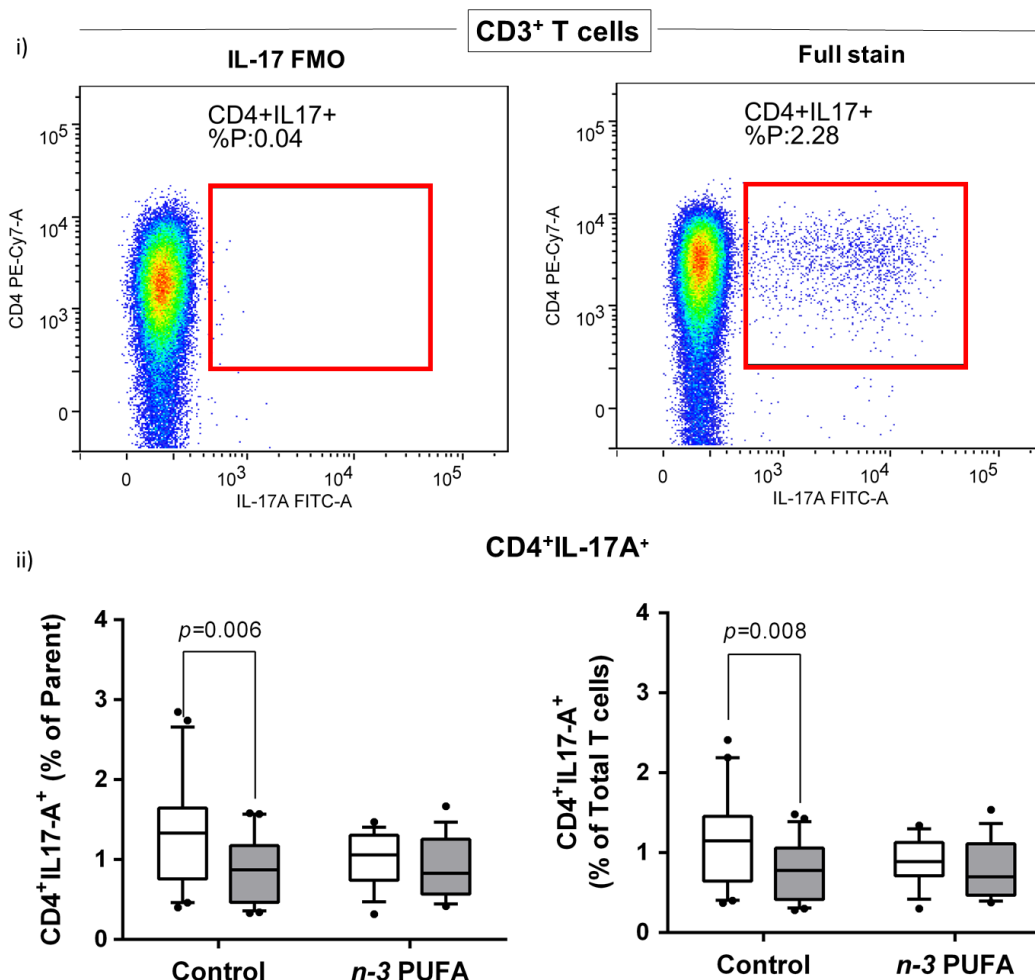 CD3⁺ T cells
i)
IL-17 FMO
Full stain
CD4+IL17+
%P:0.04
CD4+IL17+
%P:2.28
10⁵
10⁴
10³
0
CD4 PE-Cy7-A
0
10³
10⁴
10⁵
IL-17A FITC-A
10⁵
10⁴
10³
0
CD4 PE-Cy7-A
0
10³
10⁴
10⁵
IL-17A FITC-A
ii)
CD4⁺IL-17A⁺
CD4⁺IL17-A⁺ (% of Parent)
4
3
2
1
0
p=0.006
Control
n-3 PUFA
CD4⁺IL17-A⁺
(% of Total T cells)
4
3
2
1
0
p=0.008
Control
n-3 PUFA